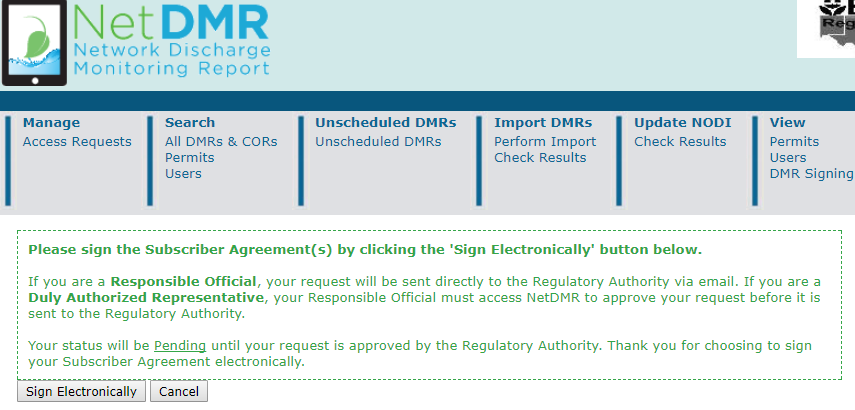 NetDMR
Network Discharge
Monitoring Report
Reg
Manage
Access Requests
Search
All DMRs & CORs
Permits
Users
Unscheduled DMRs
Unscheduled DMRs
Import DMRs
Perform Import
Check Results
Update NODI
Check Results
View
Permits
Users
DMR Signing
Please sign the Subscriber Agreement(s) by clicking the 'Sign Electronically' button below.
If you are a Responsible Official, your request will be sent directly to the Regulatory Authority via email. If you are a
Duly Authorized Representative, your Responsible Official must access NetDMR to approve your request before it is
sent to the Regulatory Authority.
Your status will be Pending until your request is approved by the Regulatory Authority. Thank you for choosing to sign
your Subscriber Agreement electronically.
Sign Electronically
Cancel